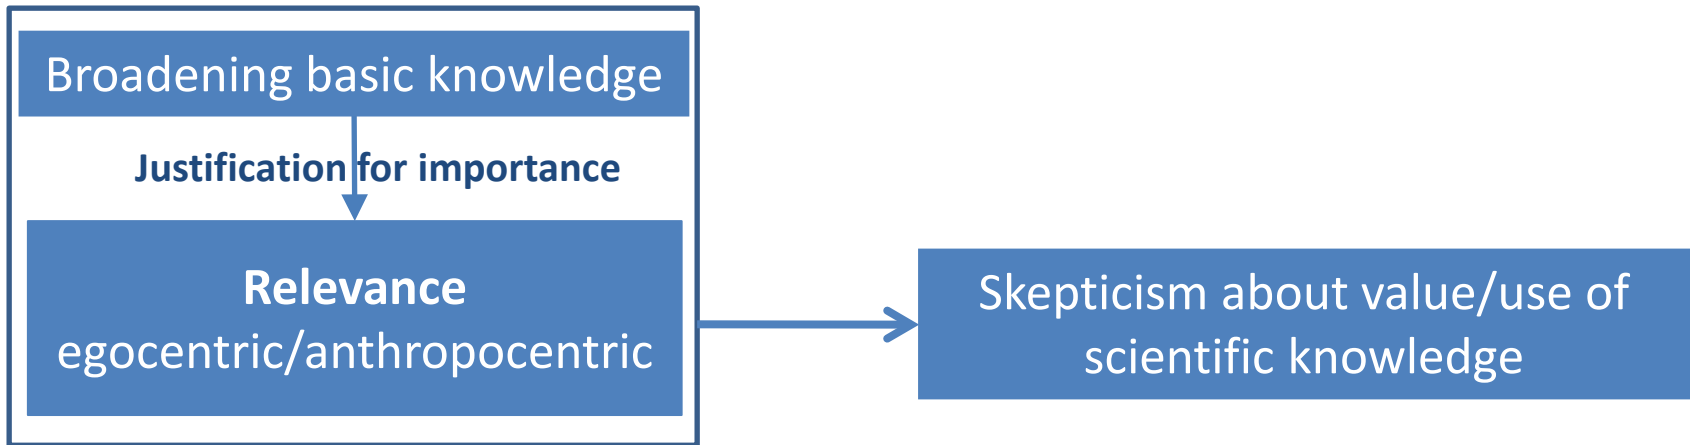 Broadening basic knowledge
Justification for importance
Relevance
egocentric/anthropocentric
Skepticism about value/use of
scientific knowledge